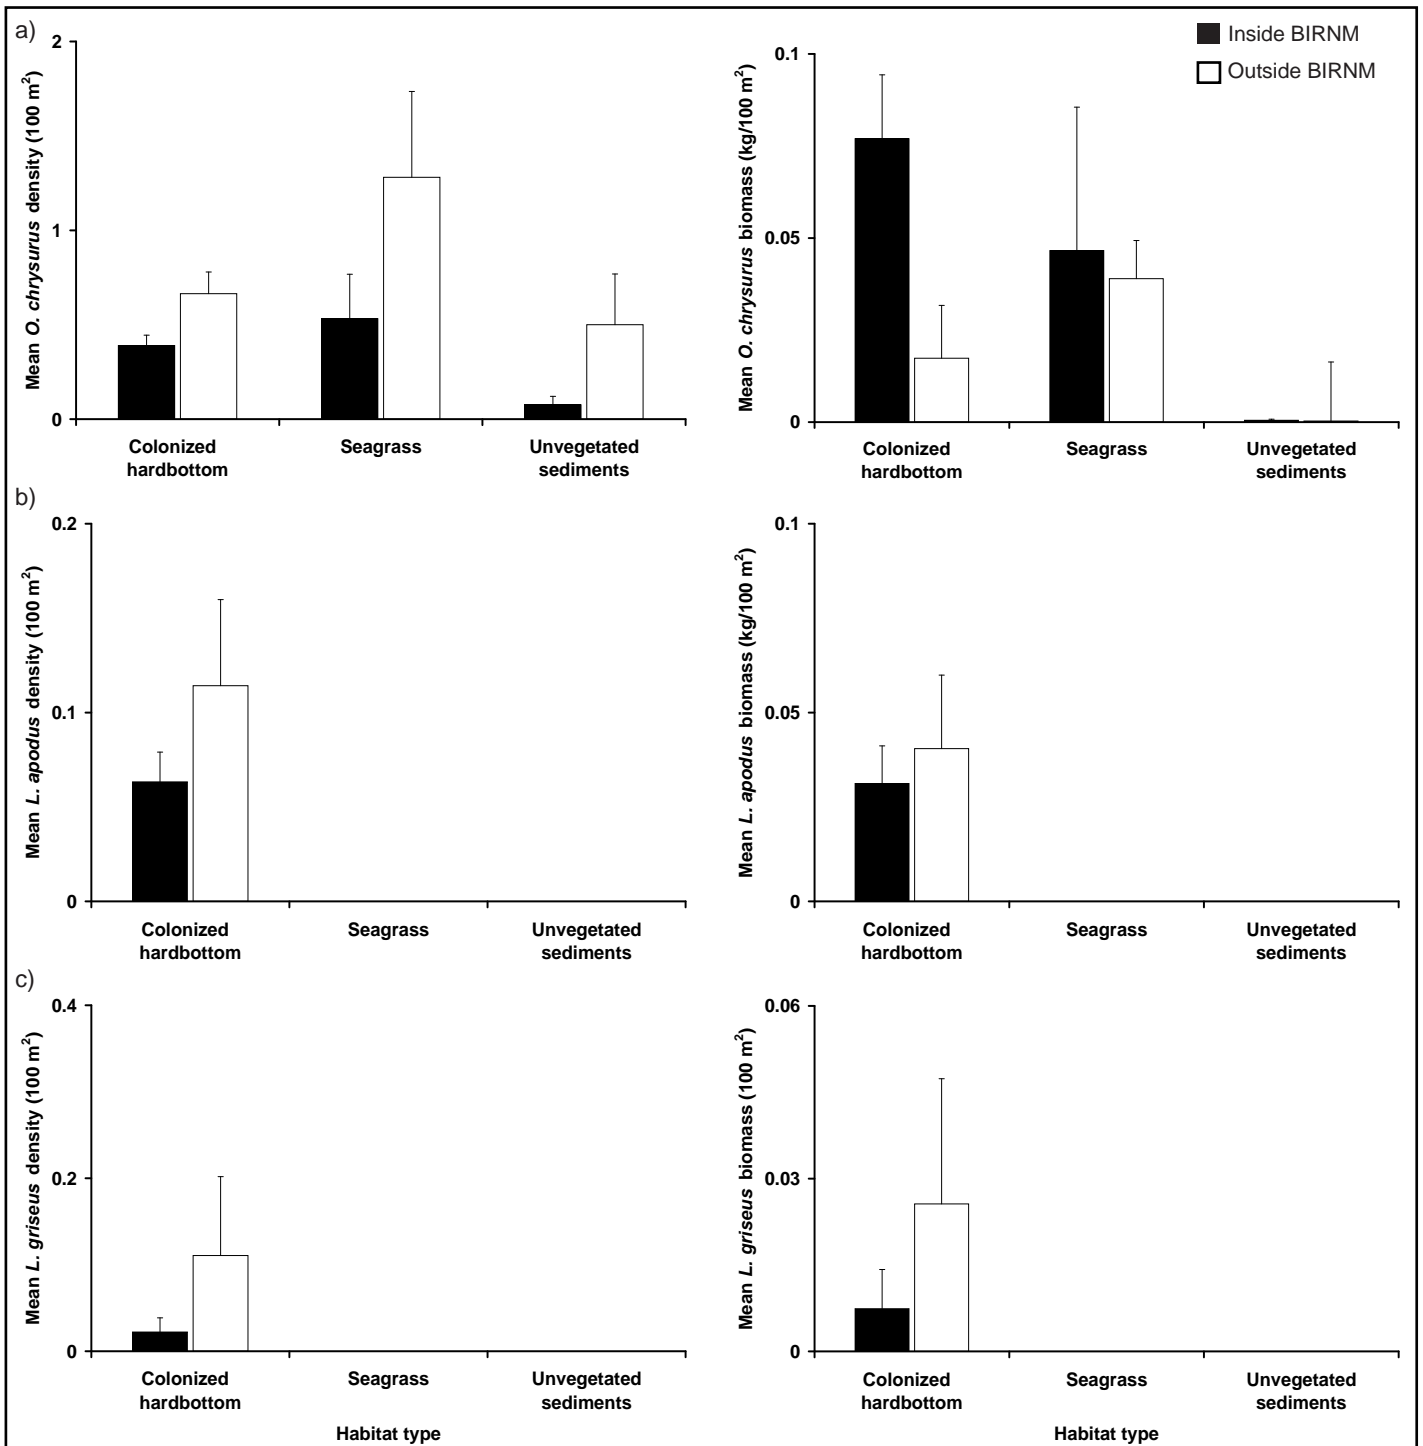 a)
Inside BIRNM
Outside BIRNM
Mean O. chrysurus density (100 m²)
2
1
0
Colonized Seagrass Unvegetated
hardbottom sediments
Mean O. chrysurus biomass (kg/100 m²)
0.1
0.05
0
Colonized Seagrass Unvegetated
hardbottom sediments
b)
Mean L. apodus density (100 m²)
0.2
0.1
0
Colonized Seagrass Unvegetated
hardbottom sediments
Mean L. apodus biomass (kg/100 m²)
0.1
0.05
0
Colonized Seagrass Unvegetated
hardbottom sediments
c)
Mean L. griseus density (100 m²)
0.4
0.2
0
Colonized Seagrass Unvegetated
hardbottom sediments
Habitat type
Mean L. griseus biomass (100 m²)
0.06
0.03
0
Colonized Seagrass Unvegetated
hardbottom sediments
Habitat type